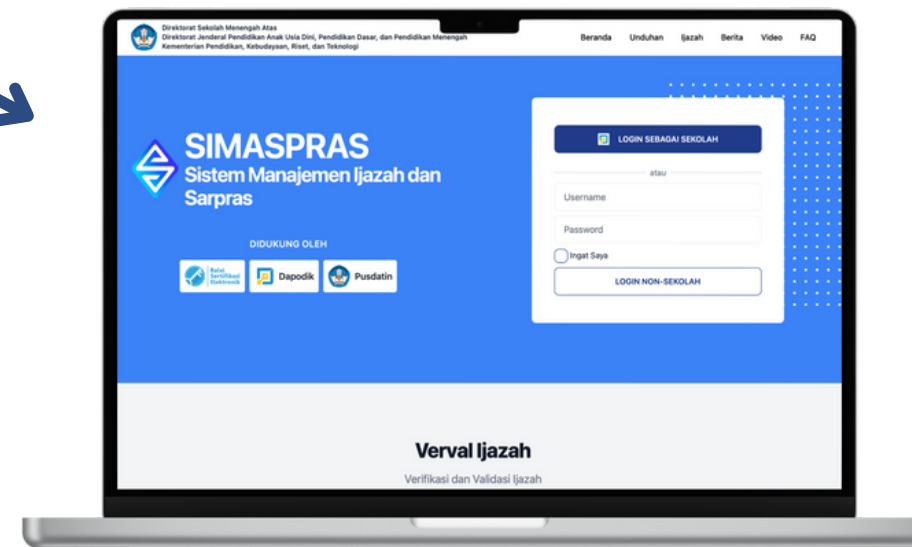 Direktorat Sekolah Menengah Atas
Direktorat Jenderal Pendidikan Anak Usia Dini, Pendidikan Dasar, dan Pendidikan Menengah
Kementerian Pendidikan, Kebudayaan, Riset, dan Teknologi
Beranda Unduhan Ijazah Berita Video FAQ
SIMASPRAS
Sistem Manajemen Ijazah dan
Sarpras
DIDUKUNG OLEH
Balai
Sertifikasi
Elektronik
Dapodik
Pusdatin
LOGIN SEBAGAI SEKOLAH
atau
Username
Password
Ingat Saya
LOGIN NON-SEKOLAH
Verval Ijazah
Verifikasi dan Validasi Ijazah